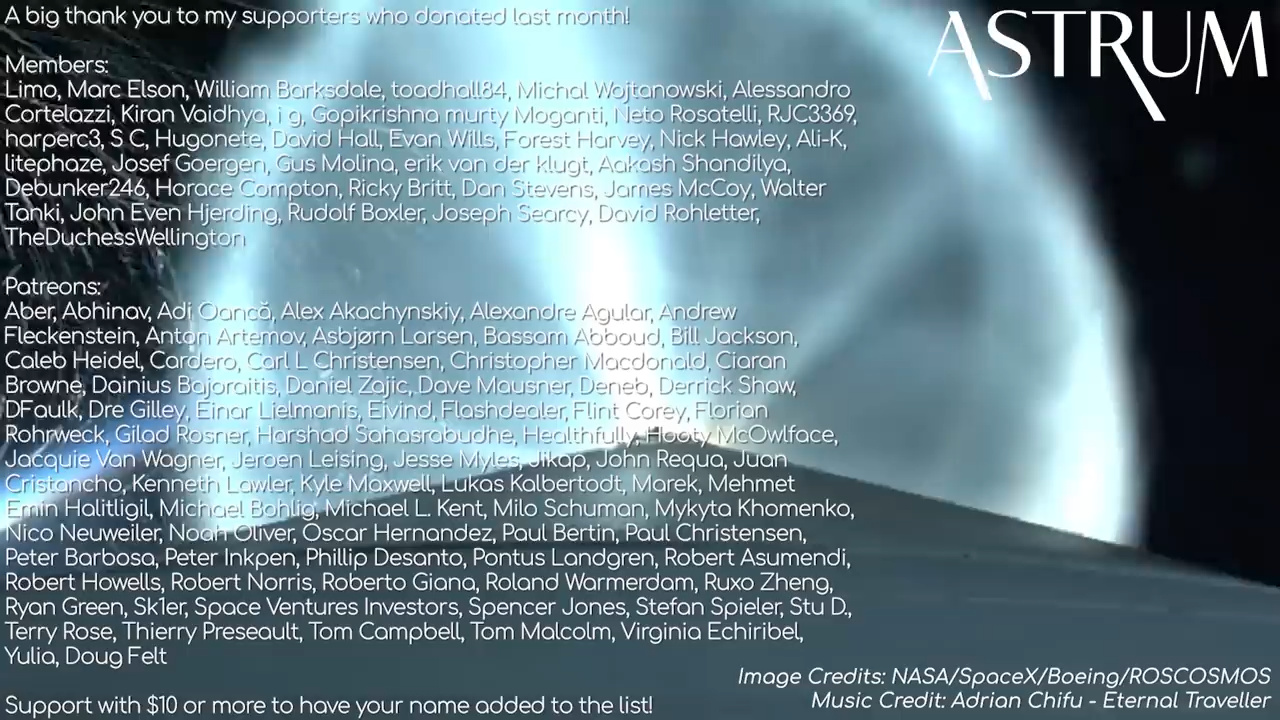 A big thank you to my supporters who donated last month!
ASTRUM
Members:
Limo, Marc Elson, William Barksdale, toadhall84, Michal Wojtanowski, Alessandro
Cortelazzi, Kiran Vaidhya, i g, Gopikrishna murty Moganti, Neto Rosatelli, RJC3369,
harperc3, S C, Hugonete, David Hall, Evan Wills, Forest Harvey, Nick Hawley, Ali-K,
litephaze, Josef Goergen, Gus Molina, erik van der klugt, Aakash Shandilya,
Debunker246, Horace Compton, Ricky Britt, Dan Stevens, James McCoy, Walter
Tanki, John Even Hjerding, Rudolf Boxler, Joseph Searcy, David Rohletter,
TheDuchessWellington
Patreons:
Aber, Abhinav, Adi Oancă, Alex Akachynskiy, Alexandre Agular, Andrew
Fleckenstein, Anton Artemov, Asbjørn Larsen, Bassam Abboud, Bill Jackson,
Caleb Heidel, Cardero, Carl L Christensen, Christopher Macdonald, Ciaran
Browne, Dainius Bajoraitis, Daniel Zajic, Dave Mausner, Deneb, Derrick Shaw,
DFaulk, Dre Gilley, Einar Lielmanis, Eivind, Flashdealer, Flint Corey, Florian
Rohrweck, Gilad Rosner, Harshad Sahasrabudhe, Healthfully, Hooty McOwlface,
Jacquie Van Wagner, Jeroen Leising, Jesse Myles, Jikap, John Requa, Juan
Cristancho, Kenneth Lawler, Kyle Maxwell, Lukas Kalbertodt, Marek, Mehmet
Emin Halitligil, Michael Bohlig, Michael L. Kent, Milo Schuman, Mykyta Khomenko,
Nico Neuweiler, Noah Oliver, Oscar Hernandez, Paul Bertin, Paul Christensen,
Peter Barbosa, Peter Inkpen, Phillip Desanto, Pontus Landgren, Robert Asumendi,
Robert Howells, Robert Norris, Roberto Giana, Roland Warmerdam, Ruxo Zheng,
Ryan Green, Sk1er, Space Ventures Investors, Spencer Jones, Stefan Spieler, Stu D.,
Terry Rose, Thierry Preseault, Tom Campbell, Tom Malcolm, Virginia Echiribel,
Yulia, Doug Felt
Support with $10 or more to have your name added to the list!
Image Credits: NASA/SpaceX/Boeing/ROSCOSMOS
Music Credit: Adrian Chifu - Eternal Traveller